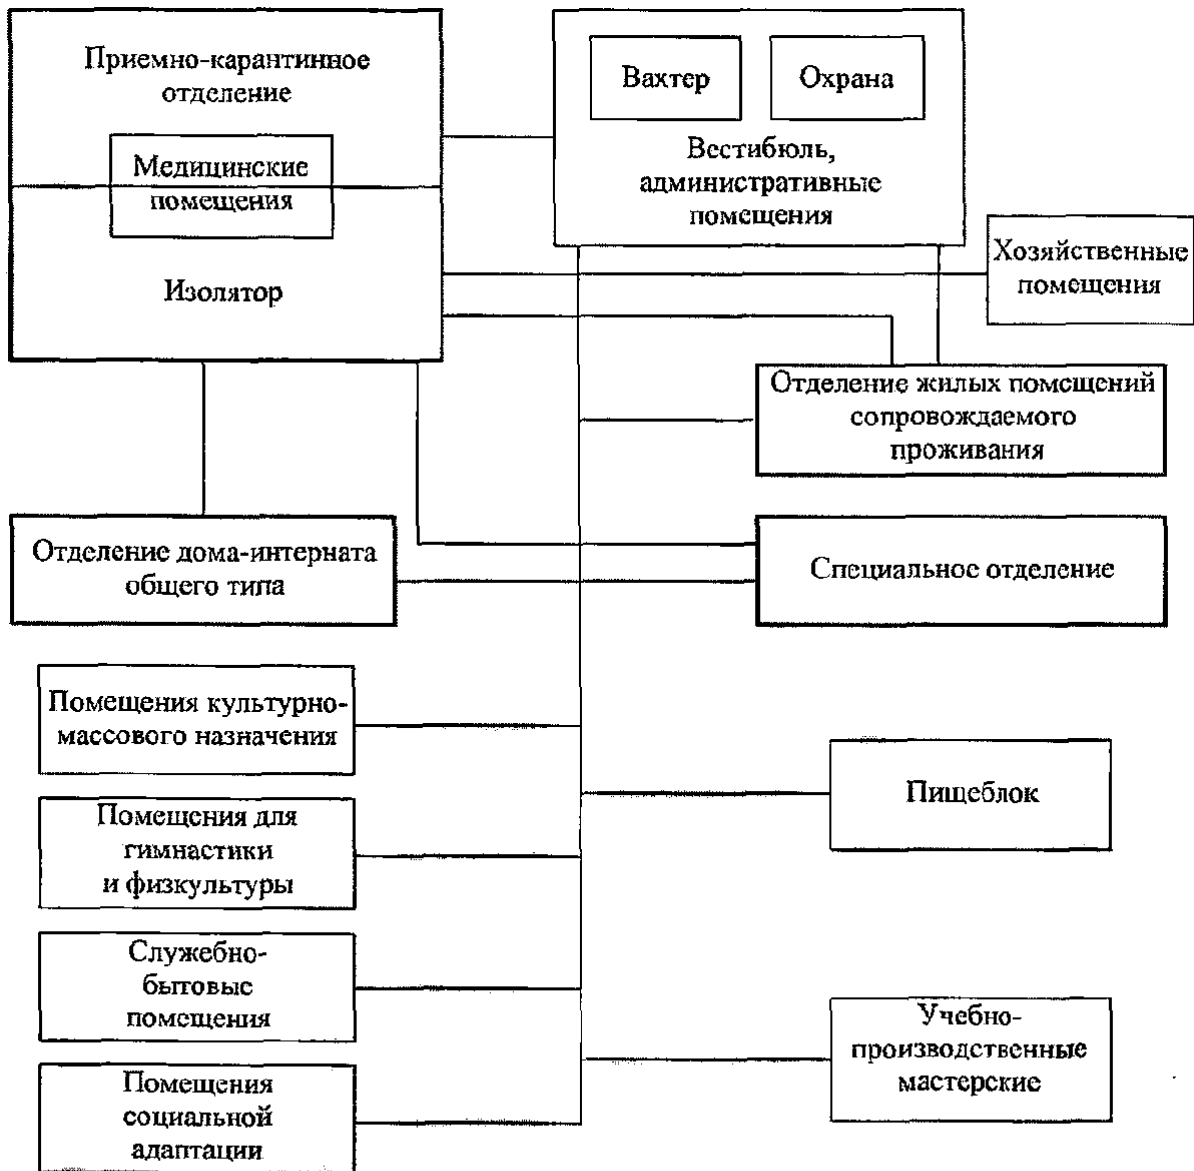 Приемно-карантинное
отделение
Медицинские
помещения
Изолятор
Вахтер
Охрана
Вестибюль,
административные
помещения
Хозяйственные
помещения
Отделение жилых помещений
сопровождаемого
проживания
Отделение дома-интерната
общего типа
Специальное отделение
Помещения культурно-
массового назначения
Помещения для
гимнастики
и физкультуры
Служебно-
бытовые
помещения
Помещения
социальной
адаптации
Пищеблок
Учебно-
производственные
мастерские